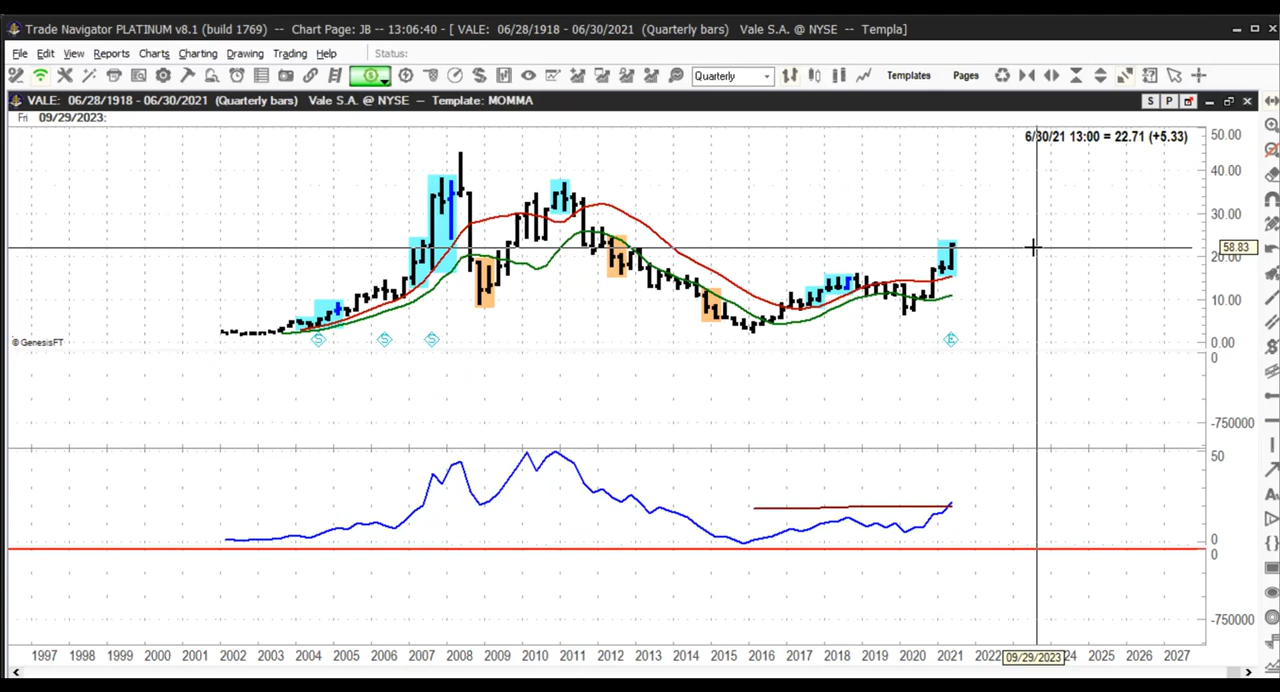 Trade Navigator PLATINUM v8.1 (build 1769) -- Chart Page: JB -- 13:06:40 - [ VALE: 06/28/1918 - 06/30/2021 (Quarterly bars) Vale S.A. @ NYSE -- Templa]
File Edit View Reports Charts Charting Drawing Trading Help Status:
Quarterly Templates Pages
VALE: 06/28/1918 - 06/30/2021 (Quarterly bars) Vale S.A. @ NYSE -- Template: MOMMA S P
Fri 09/29/2023:
6/30/21 13:00 = 22.71 (+5.33) 50.00
40.00
30.00
58.83
20.00
10.00
S S S E
© GenesisFT 0.00
0
-750000
50
0
0
-750000
1997 1998 1999 2000 2001 2002 2003 2004 2005 2006 2007 2008 2009 2010 2011 2012 2013 2014 2015 2016 2017 2018 2019 2020 2021 2022 09/29/2023 24 2025 2026 2027